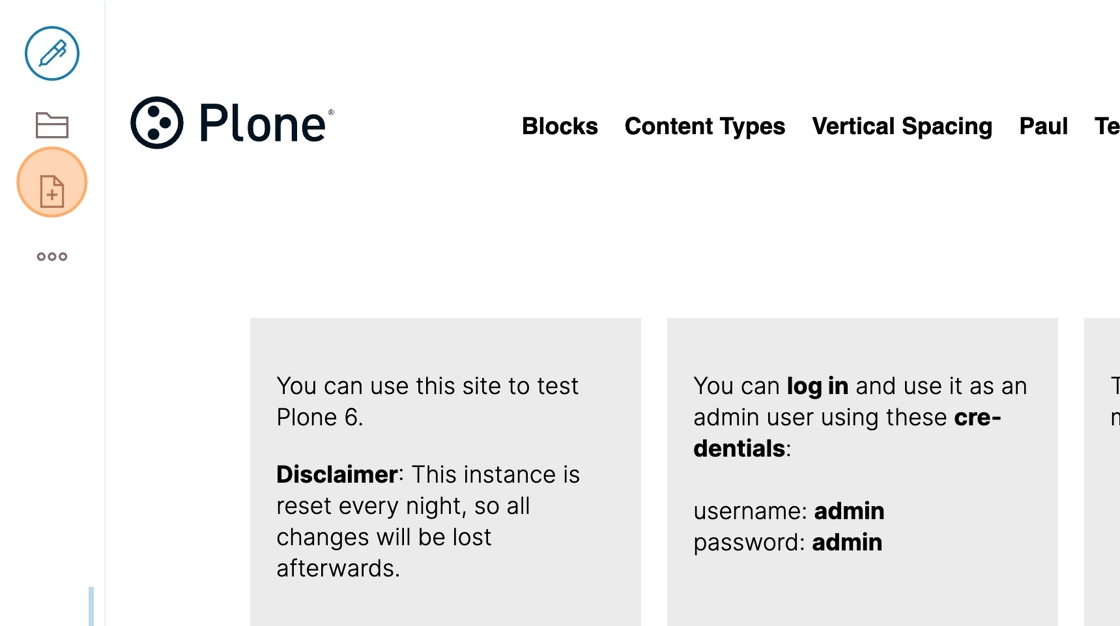 Plone®
Blocks Content Types Vertical Spacing Paul Te
You can use this site to test
Plone 6.
Disclaimer: This instance is
reset every night, so all
changes will be lost
afterwards.
You can log in and use it as an
admin user using these cre-
dentials:
username: admin
password: admin
T